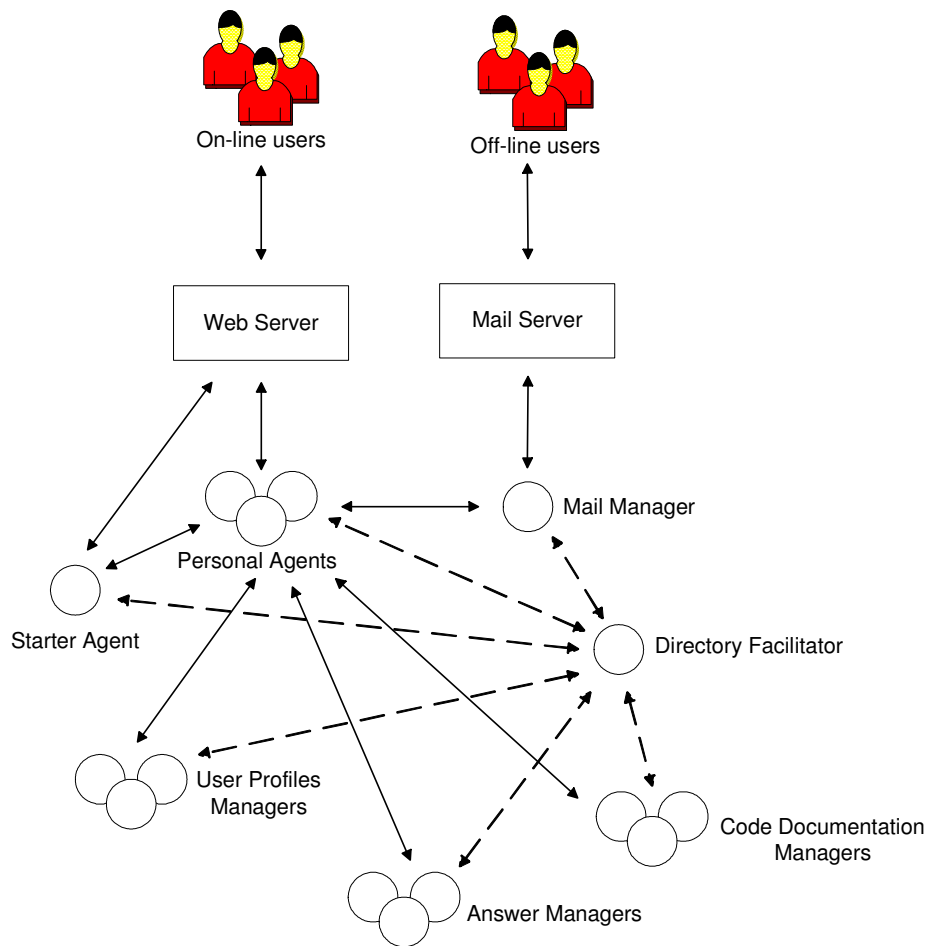 On-line users
Off-line users
Web Server
Mail Server
Mail Manager
Personal Agents
Starter Agent
Directory Facilitator
User Profiles
Managers
Code Documentation
Managers
Answer Managers